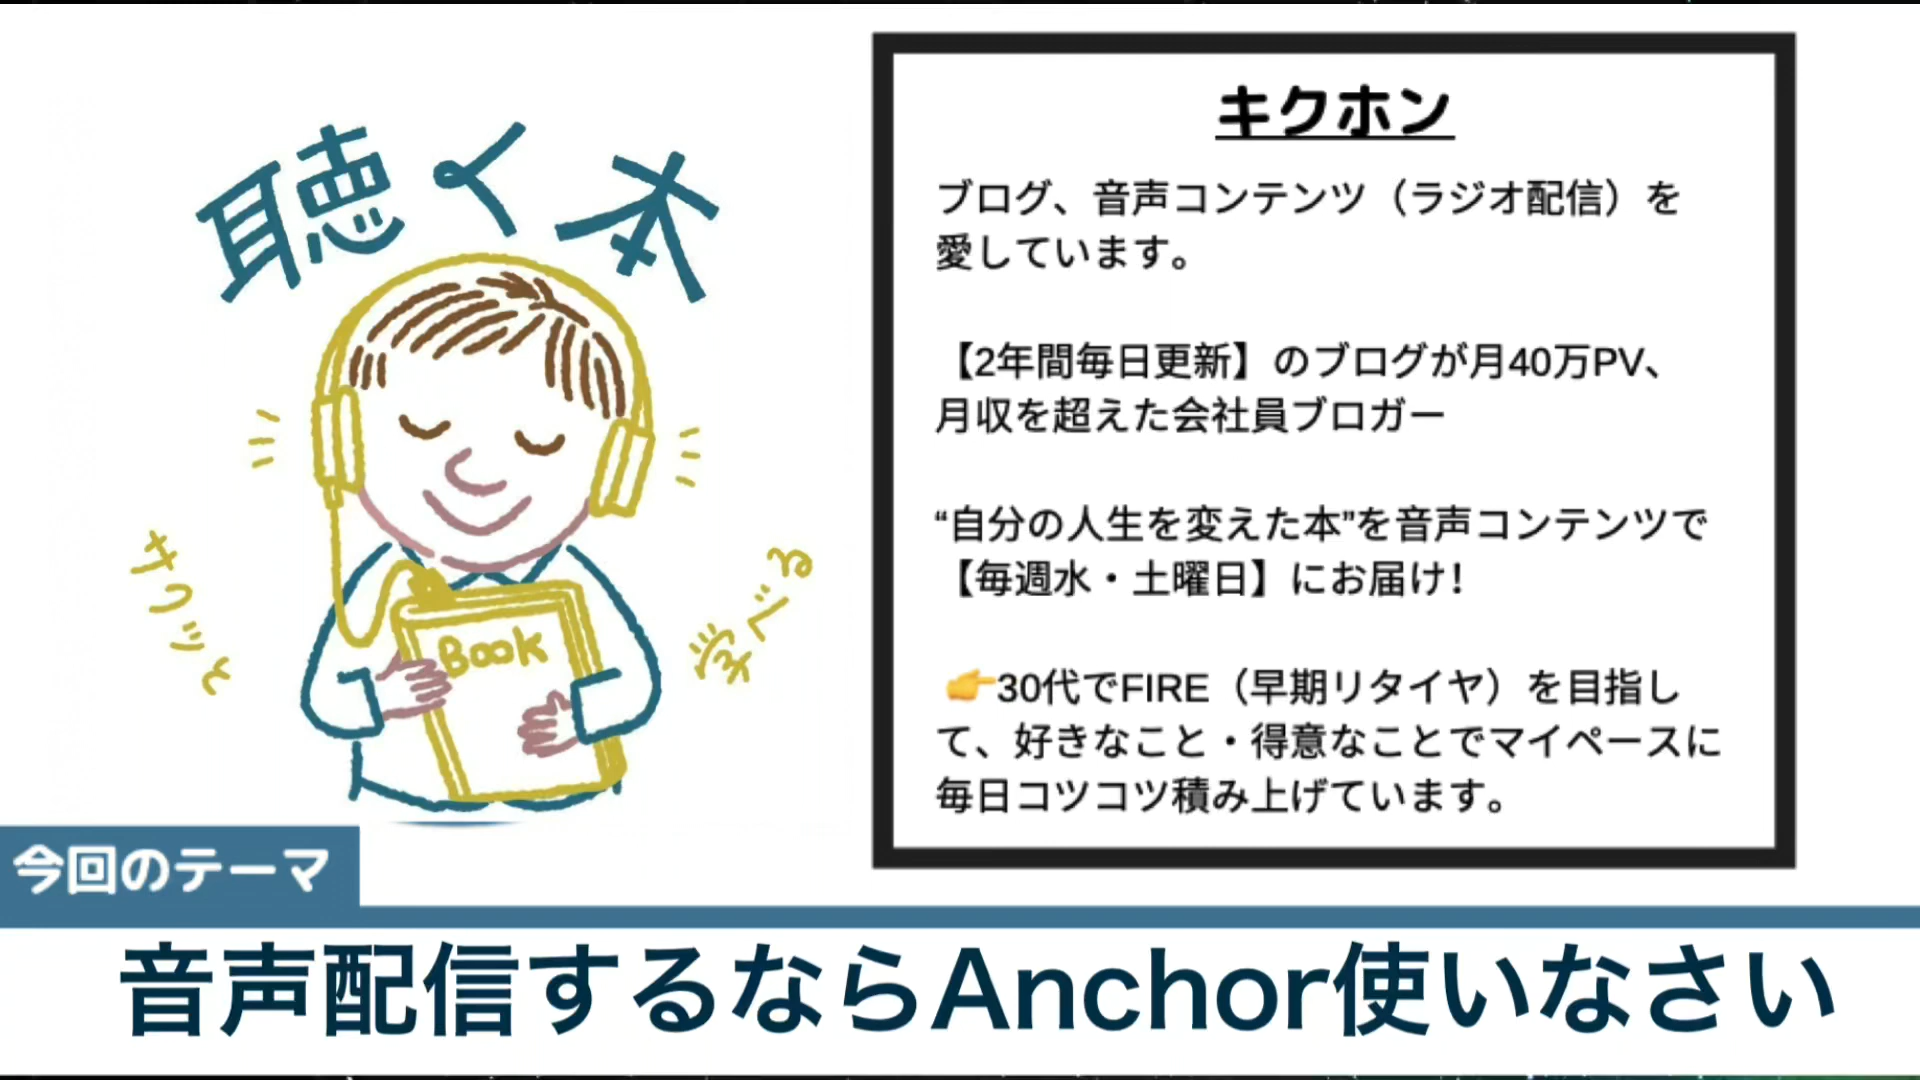 聴く本
キクッと
学べる
Book
キクホン
ブログ、音声コンテンツ（ラジオ配信）を
愛しています。
【2年間毎日更新】のブログが月40万PV、
月収を超えた会社員ブロガー
“自分の人生を変えた本”を音声コンテンツで
【毎週水・土曜日】にお届け！
👉30代でFIRE（早期リタイヤ）を目指し
て、好きなこと・得意なことでマイペースに
毎日コツコツ積み上げています。
今回のテーマ
音声配信するならAnchor使いなさい